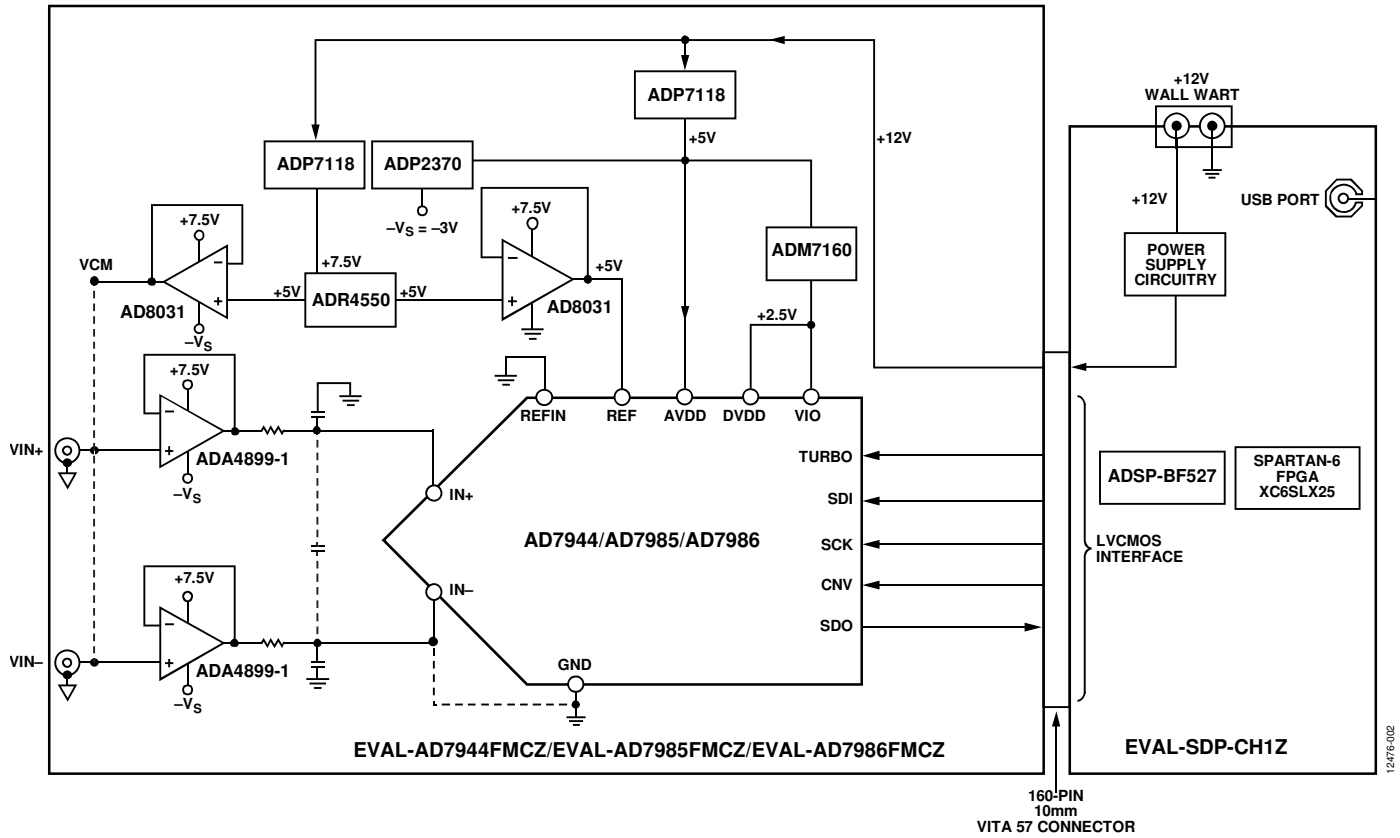 +12V
WALL WART
ADP7118
+5V
+12V
ADP7118
ADP2370
+12V
USB PORT
+7.5V
+7.5V
–VS = –3V
ADM7160
POWER
SUPPLY
CIRCUITRY
VCM
–
+7.5V
–
+5V
+5V
ADR4550
+5V
+
+
AD8031
AD8031
+2.5V
–VS
+7.5V
REFIN
REF
AVDD
DVDD
VIO
–
VIN+
+
ADA4899-1
–VS
TURBO
ADSP-BF527
SPARTAN-6
FPGA
XC6SLX25
IN+
SDI
AD7944/AD7985/AD7986
SCK
LVCMOS
INTERFACE
+7.5V
IN–
CNV
–
SDO
VIN–
+
ADA4899-1
GND
–VS
EVAL-AD7944FMCZ/EVAL-AD7985FMCZ/EVAL-AD7986FMCZ
EVAL-SDP-CH1Z
12476-002
160-PIN
10mm
VITA 57 CONNECTOR